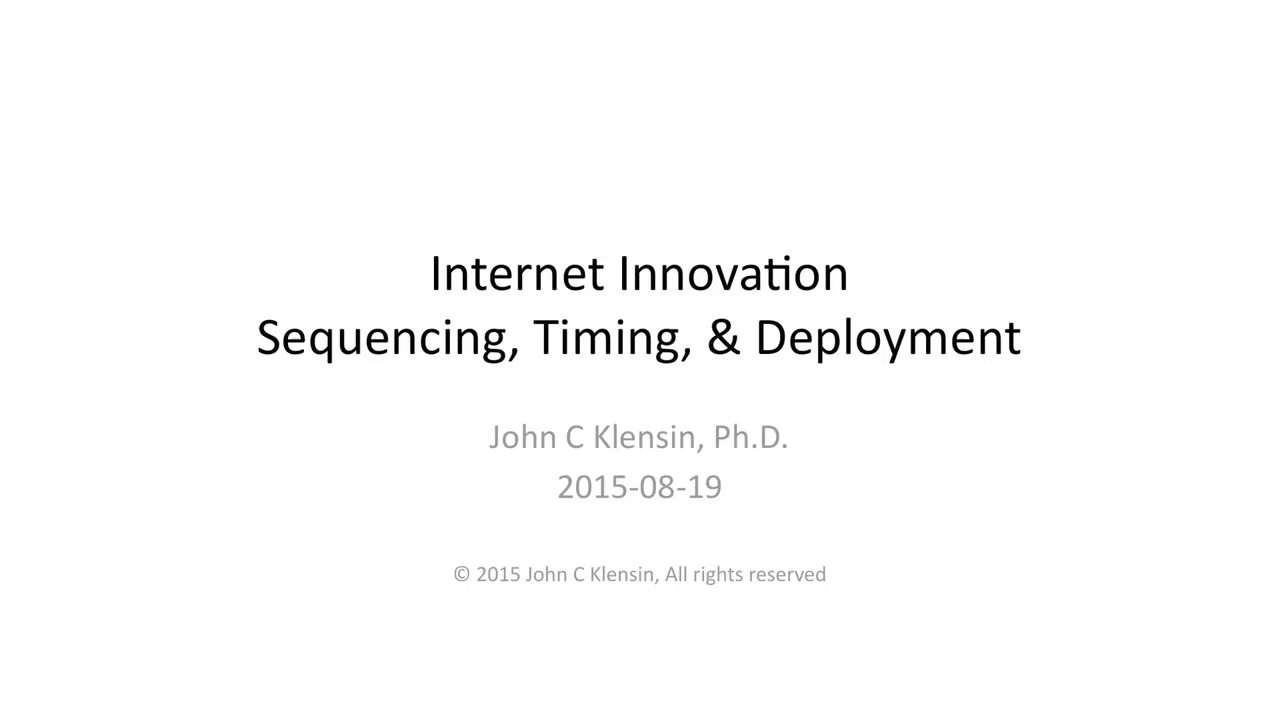 Internet Innovation
Sequencing, Timing, & Deployment
John C Klensin, Ph.D.
2015-08-19
© 2015 John C Klensin, All rights reserved